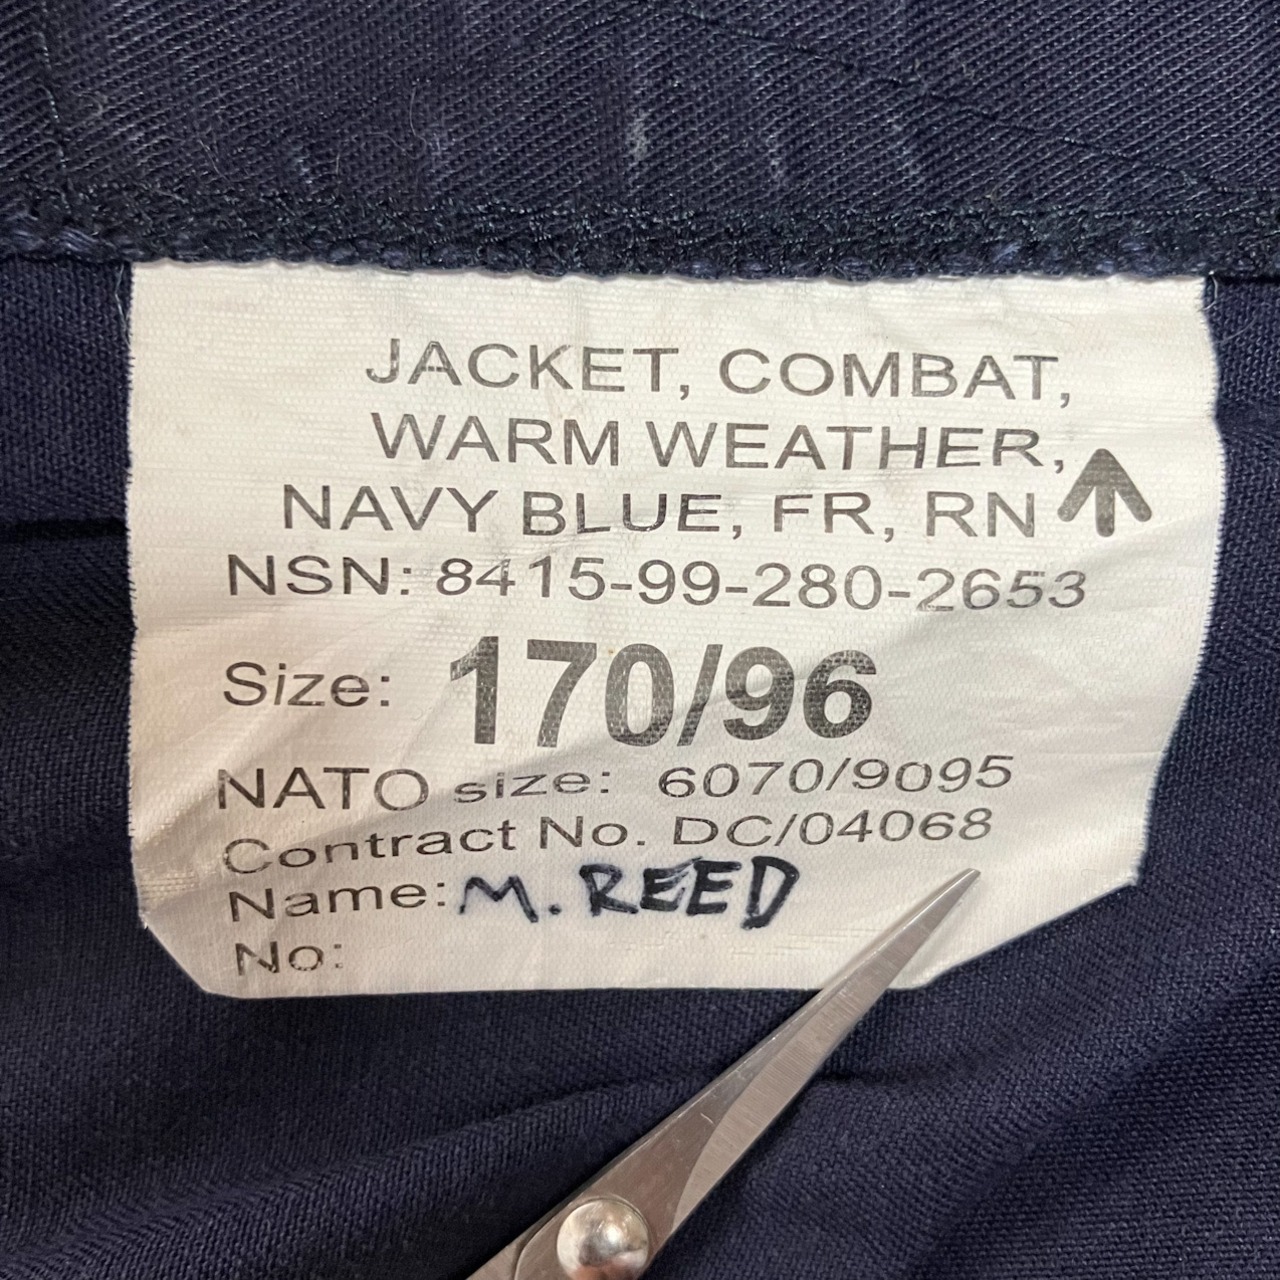 JACKET, COMBAT,
WARM WEATHER,
NAVY BLUE, FR, RN
NSN: 8415-99-280-2653
Size: 170/96
NATO size: 6070/9095
Contract No. DC/04068
Name: M. REED
No: